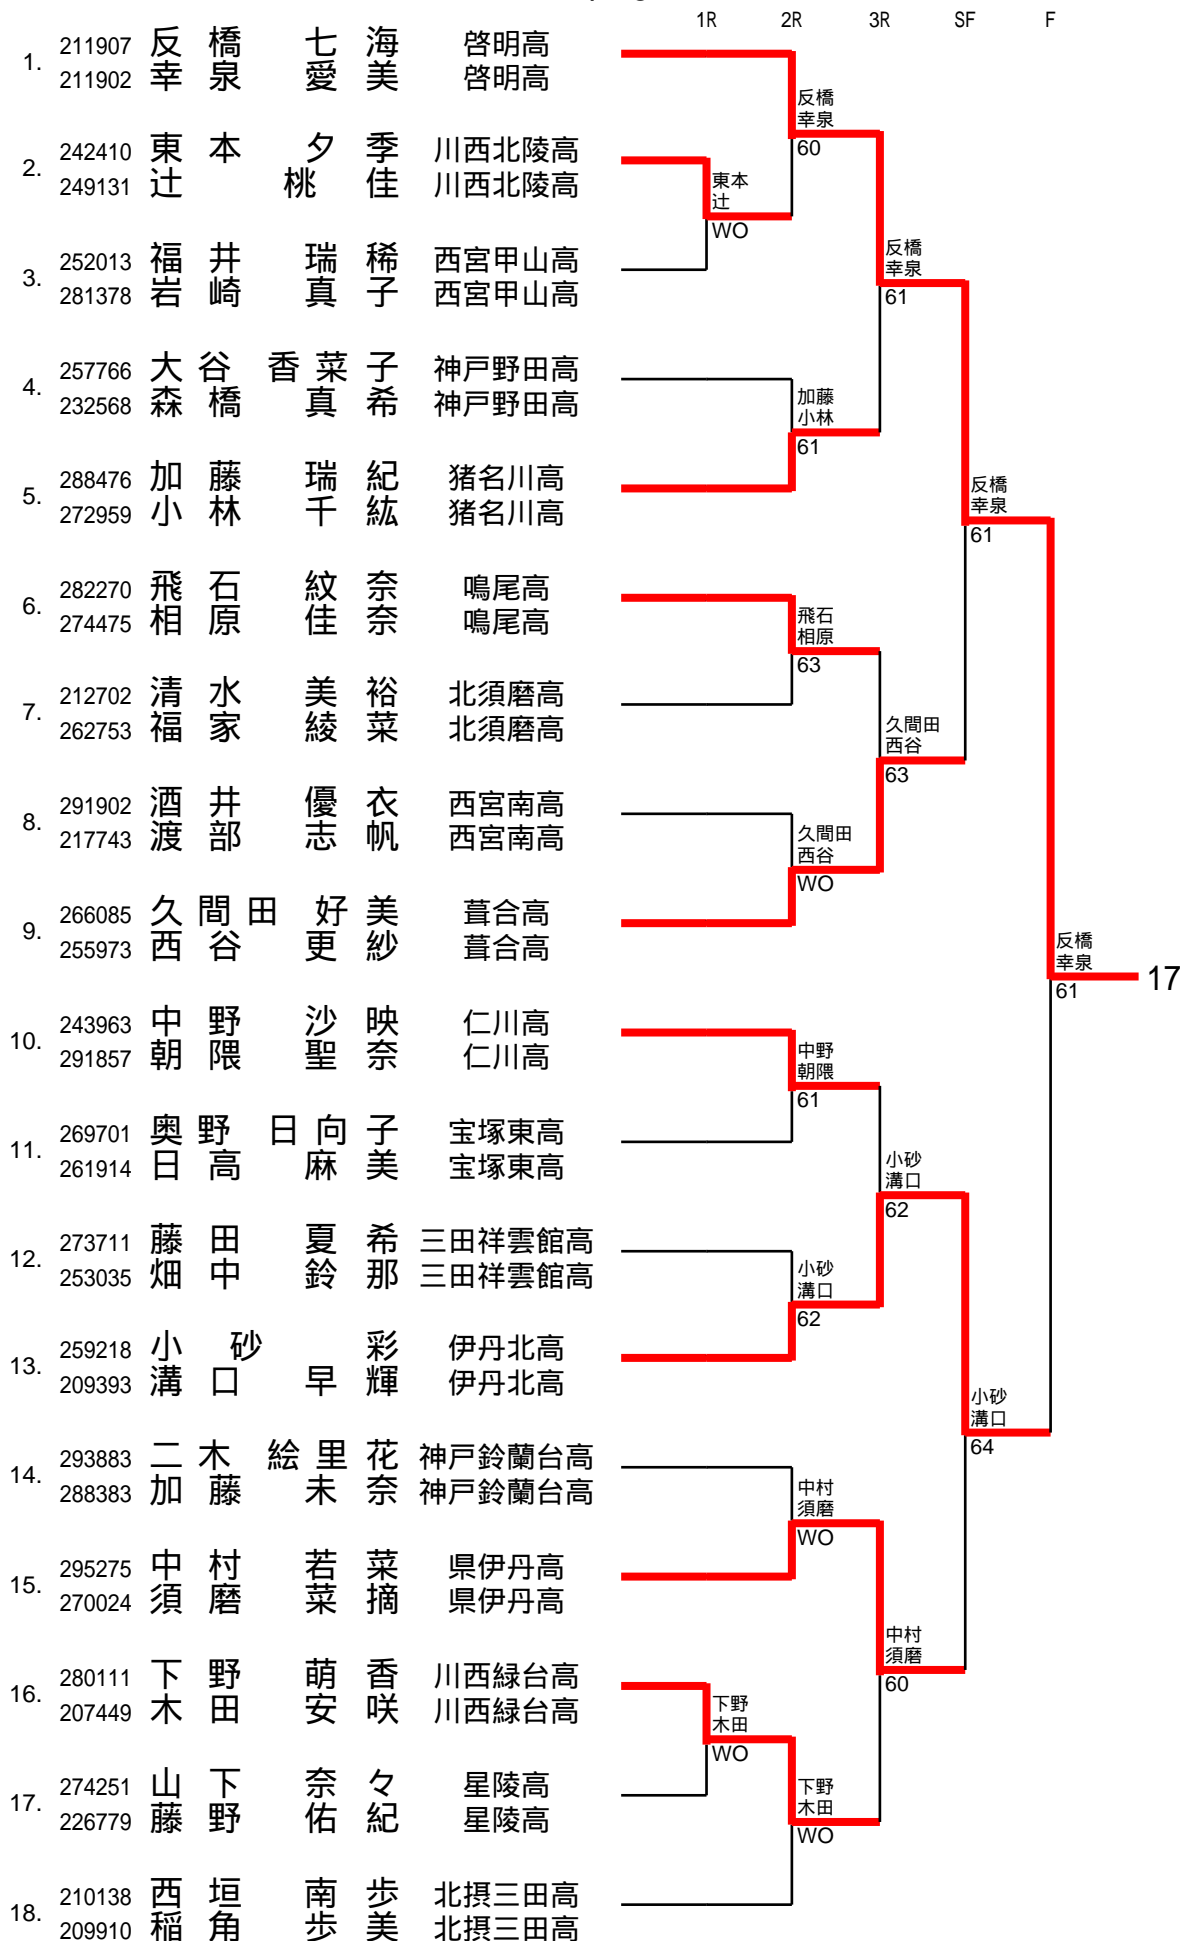 1R 2R 3R SF F
1. 211907 反橋 七海 啓明高
211902 幸泉 愛美 啓明高
反橋
幸泉
60
2. 242410 東本 夕季 川西北陵高
249131 辻 桃佳 川西北陵高
東本
辻
WO
3. 252013 福井 瑞稀 西宮甲山高
281378 岩崎 真子 西宮甲山高
反橋
幸泉
61
4. 257766 大谷 香菜子 神戸野田高
232568 森橋 真希 神戸野田高
加藤
小林
61
5. 288476 加藤 瑞紀 猪名川高
272959 小林 千紘 猪名川高
反橋
幸泉
61
6. 282270 飛石 紋奈 鳴尾高
274475 相原 佳奈 鳴尾高
飛石
相原
63
7. 212702 清水 美裕 北須磨高
262753 福家 綾菜 北須磨高
久間田
西谷
63
8. 291902 酒井 優衣 西宮南高
217743 渡部 志帆 西宮南高
久間田
西谷
WO
9. 266085 久間田 好美 葺合高
255973 西谷 更紗 葺合高
反橋
幸泉
61
17
10. 243963 中野 沙映 仁川高
291857 朝隈 聖奈 仁川高
中野
朝隈
61
11. 269701 奥野 日向子 宝塚東高
261914 日高 麻美 宝塚東高
小砂
溝口
62
12. 273711 藤田 夏希 三田祥雲館高
253035 畑中 鈴那 三田祥雲館高
小砂
溝口
62
13. 259218 小砂 彩 伊丹北高
209393 溝口 早輝 伊丹北高
小砂
溝口
64
14. 293883 二木 絵里花 神戸鈴蘭台高
288383 加藤 未奈 神戸鈴蘭台高
中村
須磨
WO
15. 295275 中村 若菜 県伊丹高
270024 須磨 菜摘 県伊丹高
中村
須磨
60
16. 280111 下野 萌香 川西緑台高
207449 木田 安咲 川西緑台高
下野
木田
WO
17. 274251 山下 奈々 星陵高
226779 藤野 佑紀 星陵高
下野
木田
WO
18. 210138 西垣 南歩 北摂三田高
209910 稲角 歩美 北摂三田高